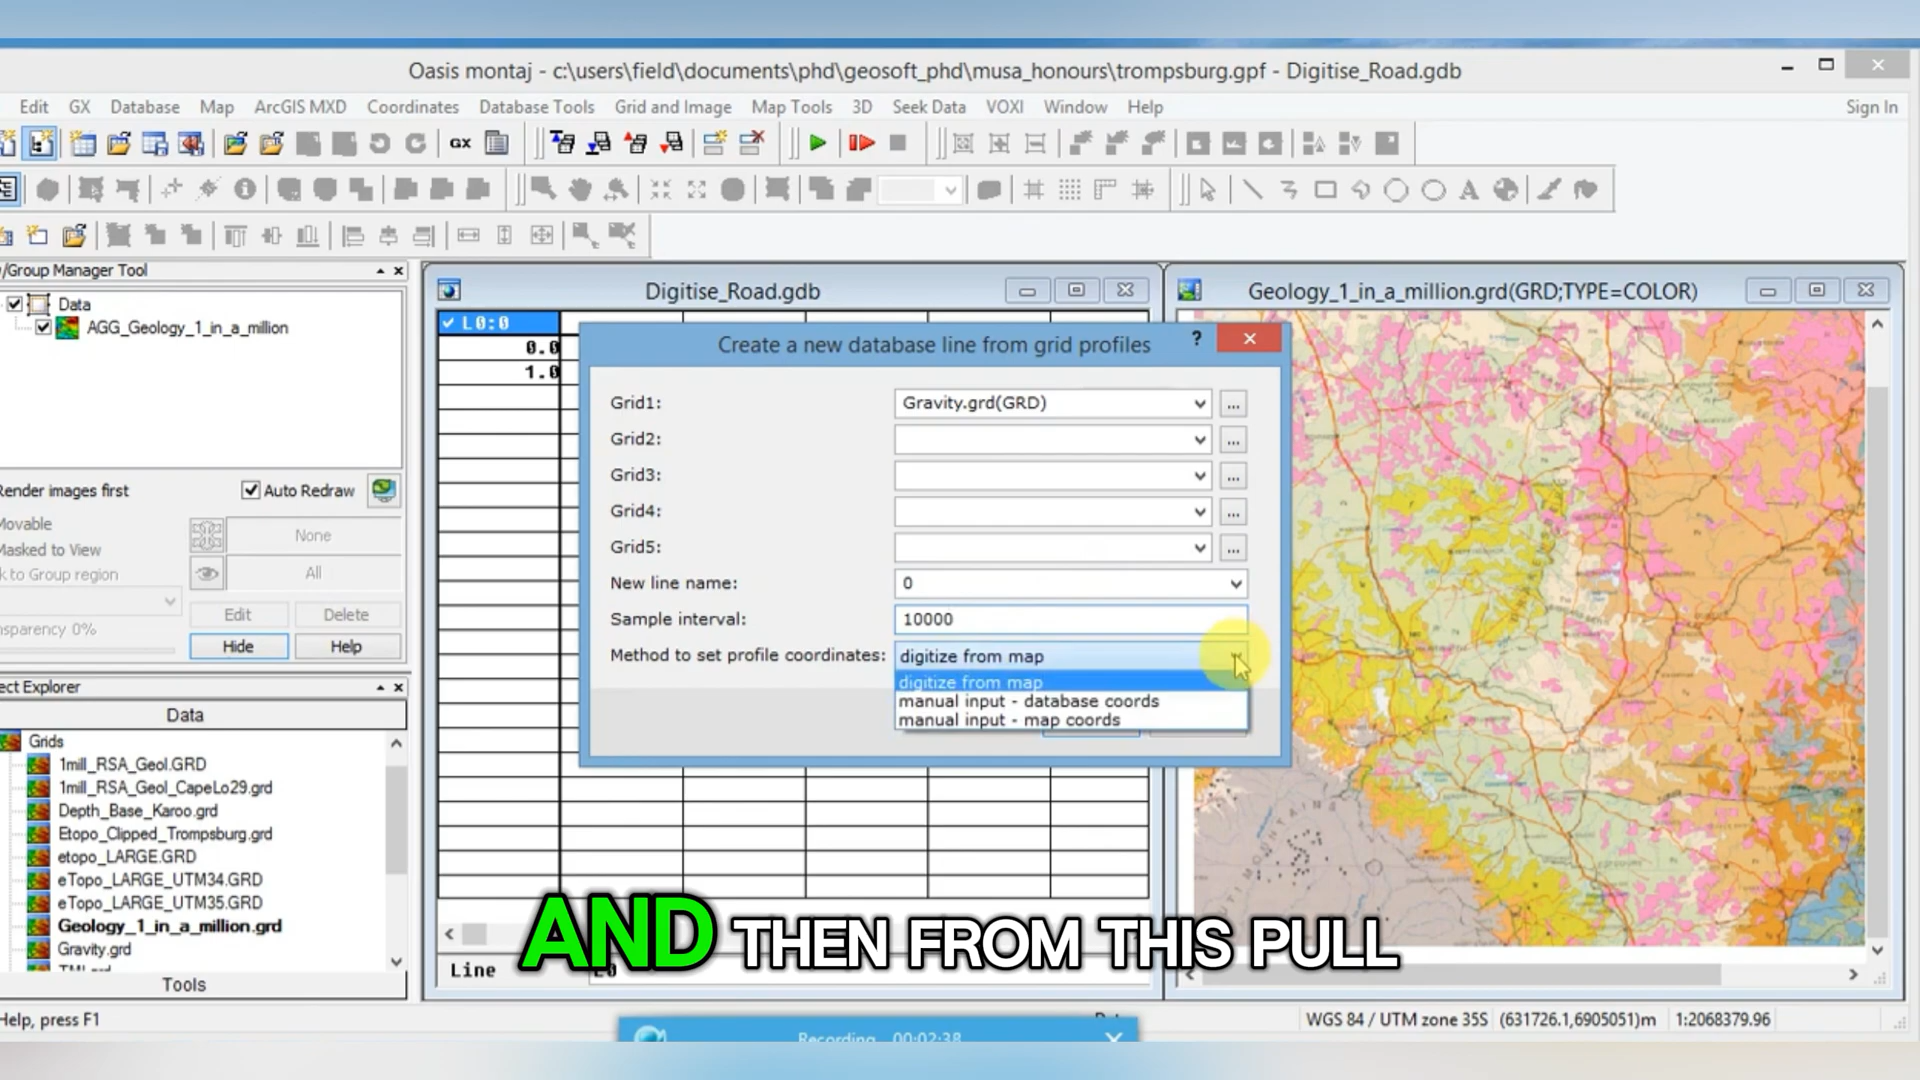 Oasis montaj - c:\users\field\documents\phd\geosoft_phd\musa_honours\trompsburg.gpf - Digitise_Road.gdb
Edit GX Database Map ArcGIS MXD Coordinates Database Tools Grid and Image Map Tools 3D Seek Data VOXI Window Help Sign In
GX
/Group Manager Tool
Data
AGG_Geology_1_in_a_million
Render images first Auto Redraw
Movable
Masked to View
None
k to Group region
All
nsparency 0%
Edit Delete
Hide Help
ect Explorer
Data
Grids
1mill_RSA_Geol.GRD
1mill_RSA_Geol_CapeLo29.grd
Depth_Base_Karoo.grd
Etopo_Clipped_Trompsburg.grd
etopo_LARGE.GRD
eTopo_LARGE_UTM34.GRD
eTopo_LARGE_UTM35.GRD
Geology_1_in_a_million.grd
Gravity.grd
Tools
Digitise_Road.gdb
L0:0
0.0
1.0
Line L0
Geology_1_in_a_million.grd(GRD;TYPE=COLOR)
Create a new database line from grid profiles ?
Grid1: Gravity.grd(GRD) ...
Grid2: ...
Grid3: ...
Grid4: ...
Grid5: ...
New line name: 0
Sample interval: 10000
Method to set profile coordinates: digitize from map
digitize from map
manual input - database coords
manual input - map coords
AND THEN FROM THIS PULL
Help, press F1
WGS 84 / UTM zone 35S (631726.1,6905051)m 1:2068379.96
Recording 00:02:38